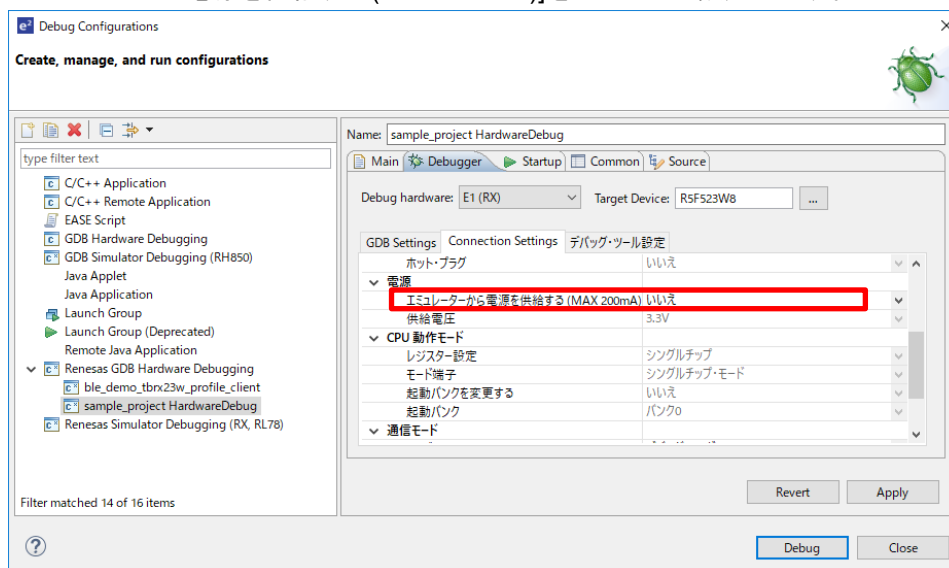 e² Debug Configurations
Create, manage, and run configurations
type filter text
C/C++ Application
C/C++ Remote Application
EASE Script
GDB Hardware Debugging
GDB Simulator Debugging (RH850)
Java Applet
Java Application
Launch Group
Launch Group (Deprecated)
Remote Java Application
Renesas GDB Hardware Debugging
ble_demo_tbrx23w_profile_client
sample_project HardwareDebug
Renesas Simulator Debugging (RX, RL78)
Filter matched 14 of 16 items
Name: sample_project HardwareDebug
Main Debugger Startup Common Source
Debug hardware: E1 (RX) Target Device: R5F523W8 ...
GDB Settings Connection Settings デバッグ・ツール設定
ホット・プラグ いいえ
電源
エミュレーターから電源を供給する (MAX 200mA) いいえ
供給電圧 3.3V
CPU 動作モード
レジスター設定 シングルチップ
モード端子 シングルチップ・モード
起動バンクを変更する いいえ
起動バンク バンク0
通信モード
Revert Apply
Debug Close